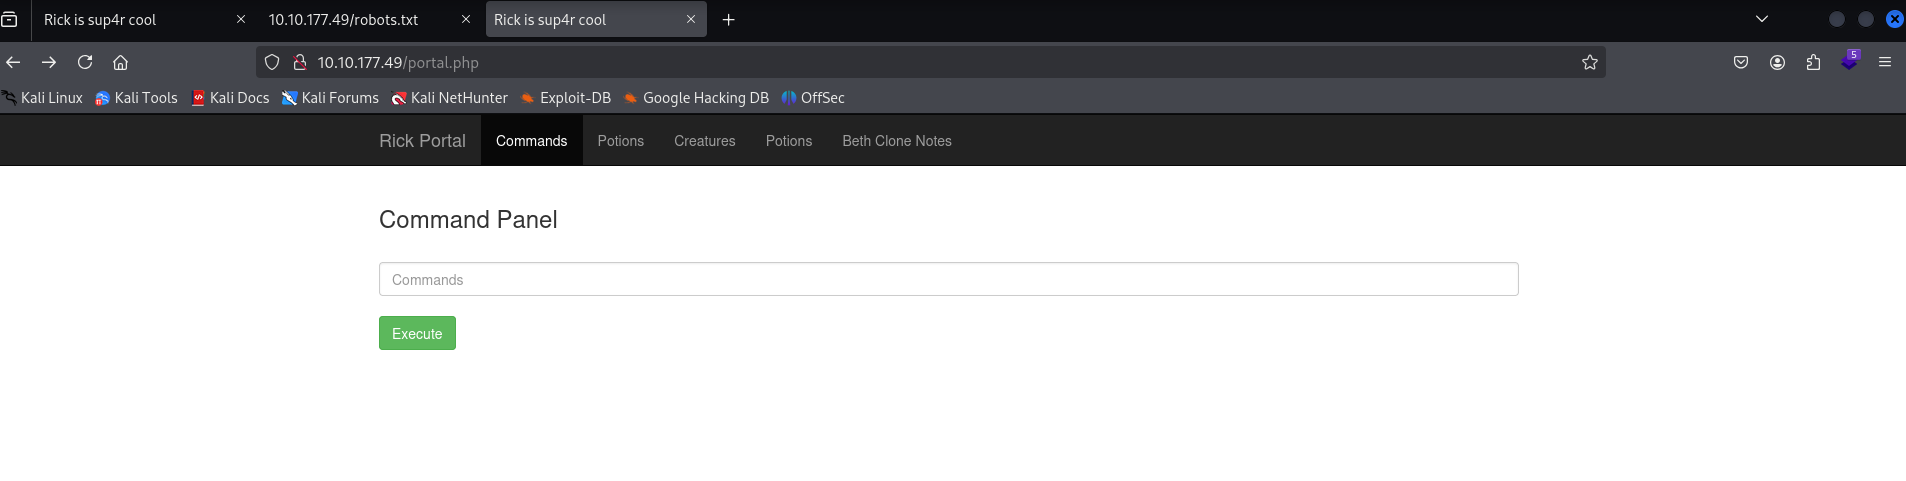 Rick is sup4r cool 10.10.177.49/robots.txt Rick is sup4r cool
10.10.177.49/portal.php 5
Kali Linux Kali Tools Kali Docs Kali Forums Kali NetHunter Exploit-DB Google Hacking DB OffSec
Rick Portal Commands Potions Creatures Potions Beth Clone Notes
Command Panel
Commands
Execute